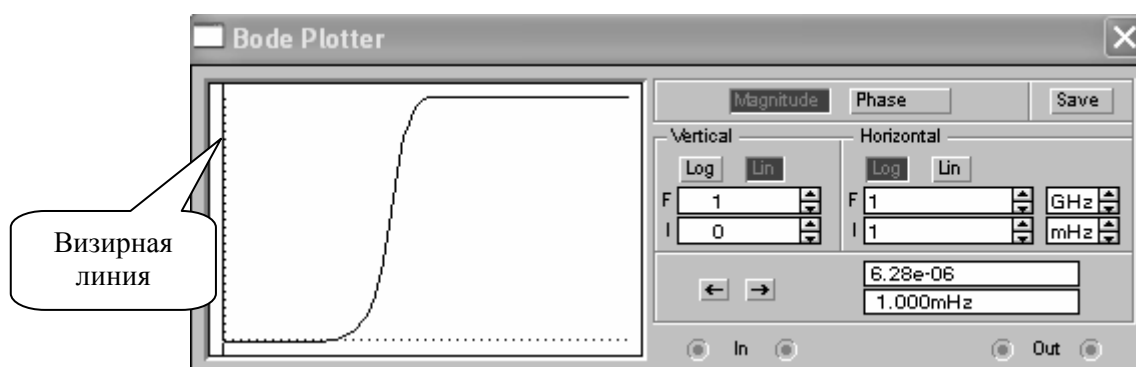 Bode Plotter
Magnitude Phase Save
Vertical Horizontal
Log Lin Log Lin
F 1 F 1 GHz
I 0 I 1 mHz
6.28e-06
1.000mHz
In Out
Визирная
линия